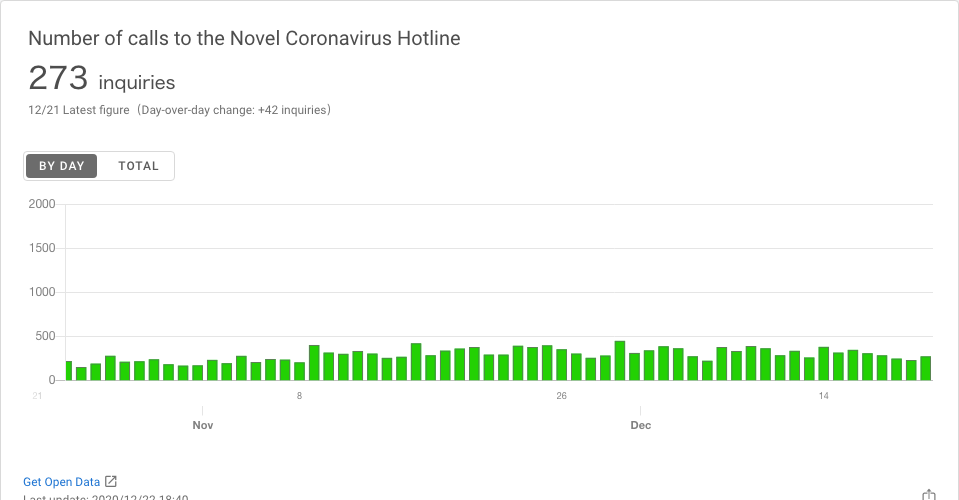 Number of calls to the Novel Coronavirus Hotline
273 inquiries
12/21 Latest figure（Day-over-day change: +42 inquiries）
BY DAY TOTAL
2000
1500
1000
500
0
21 8 26 14
Nov Dec
Get Open Data
Last update: 2020/12/22 18:40